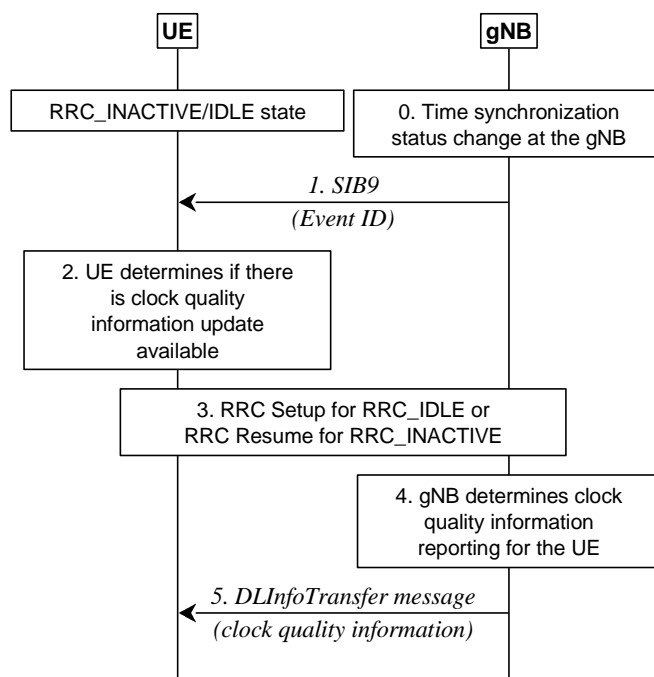 UE
gNB
RRC_INACTIVE/IDLE state
0. Time synchronization
status change at the gNB
1. SIB9
(Event ID)
2. UE determines if there
is clock quality
information update
available
3. RRC Setup for RRC_IDLE or
RRC Resume for RRC_INACTIVE
4. gNB determines clock
quality information
reporting for the UE
5. DLInfoTransfer message
(clock quality information)